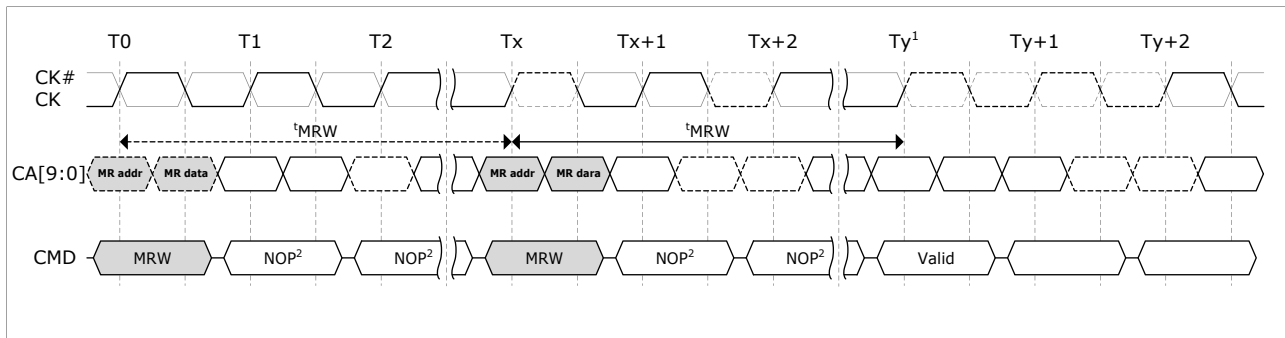 T0 T1 T2 Tx Tx+1 Tx+2 Ty¹ Ty+1 Ty+2
CK#
CK
ᵗMRW ᵗMRW
CA[9:0] MR addr MR data MR addr MR dara
CMD MRW NOP² NOP² MRW NOP² NOP² Valid